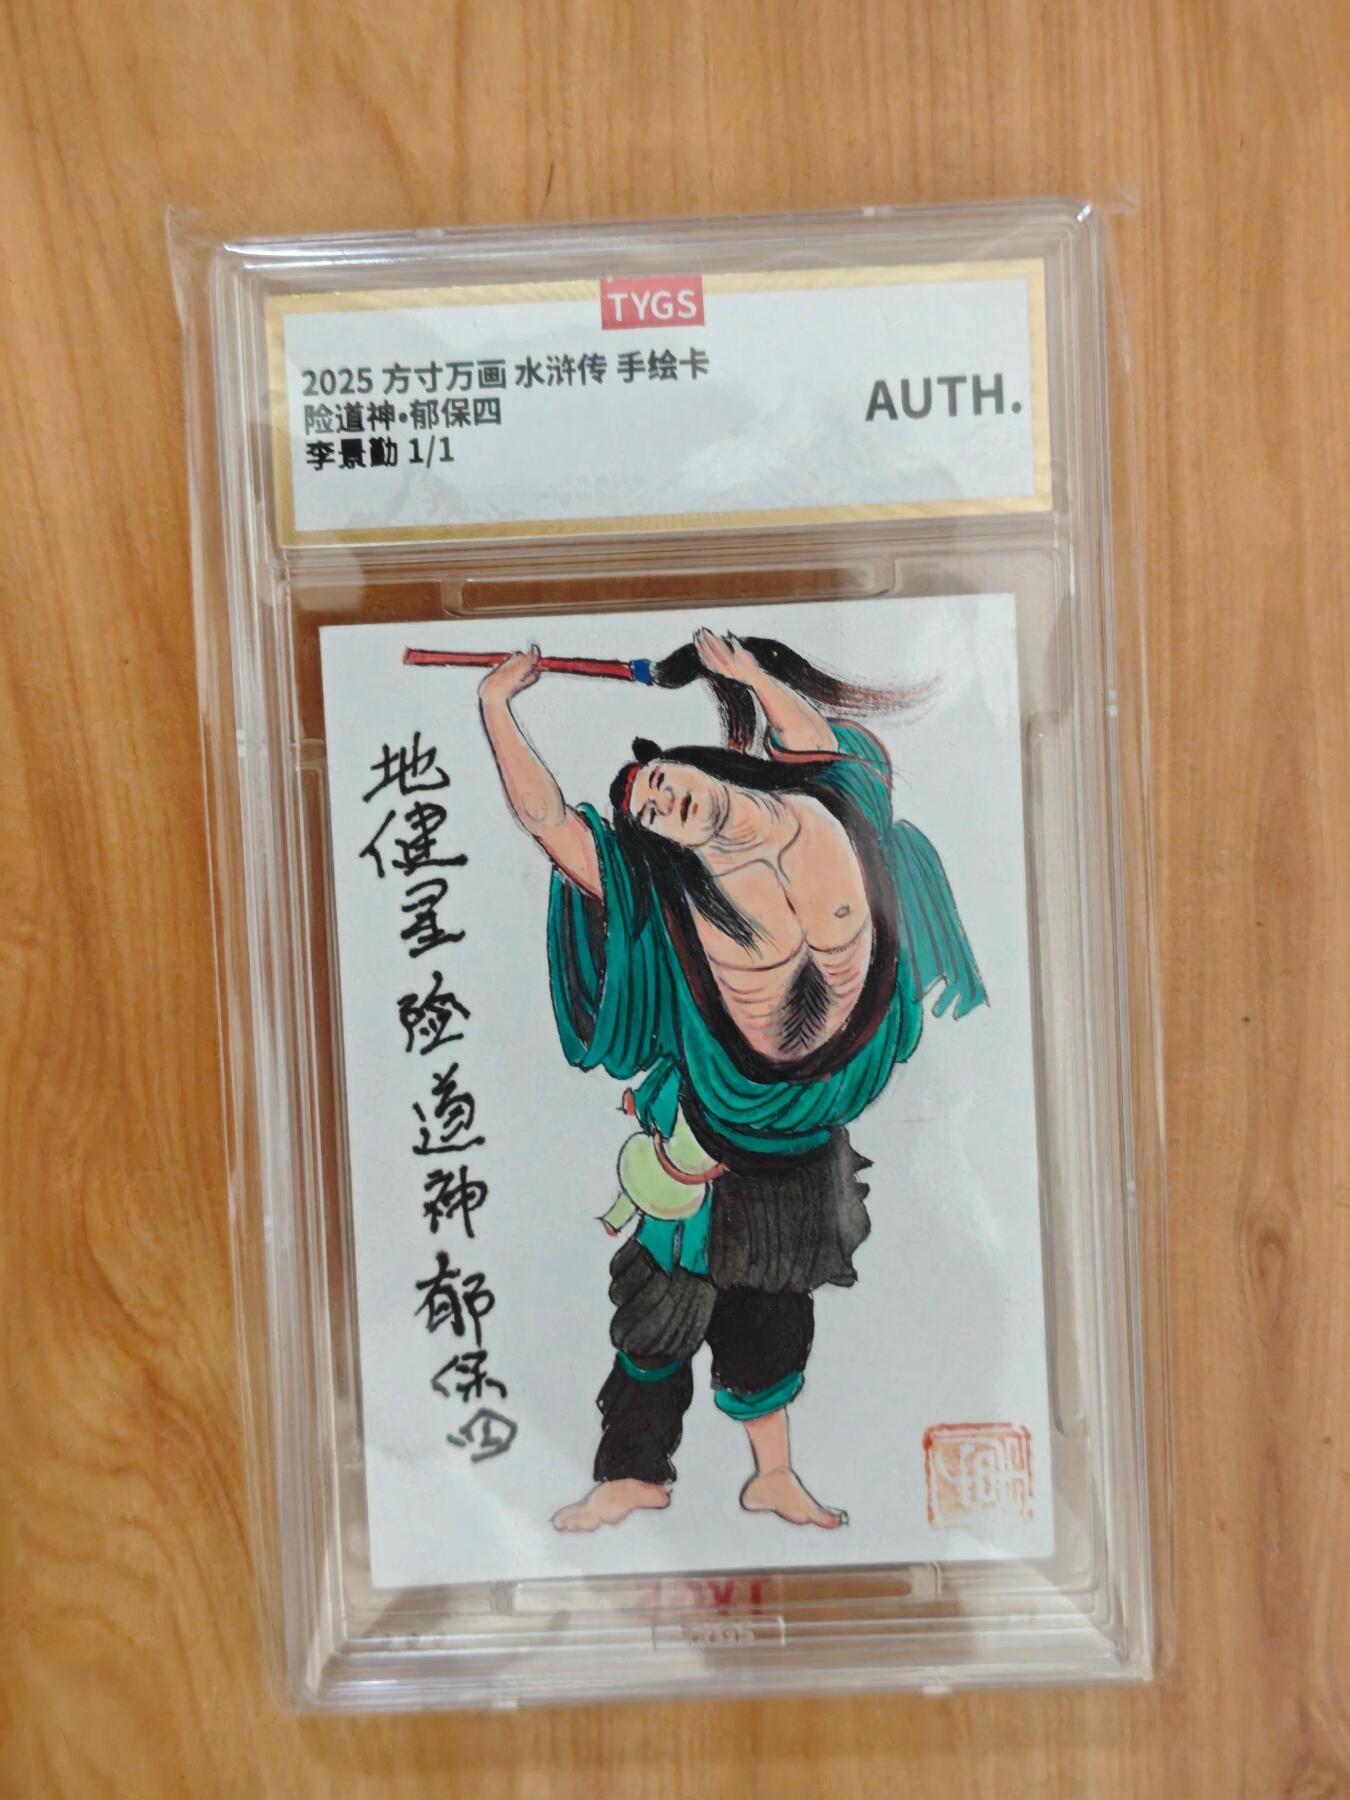 TYGS
2025 方寸万画 水浒传 手绘卡
险道神•郁保四
李景勤 1/1
AUTH.
地健星险道神郁保四